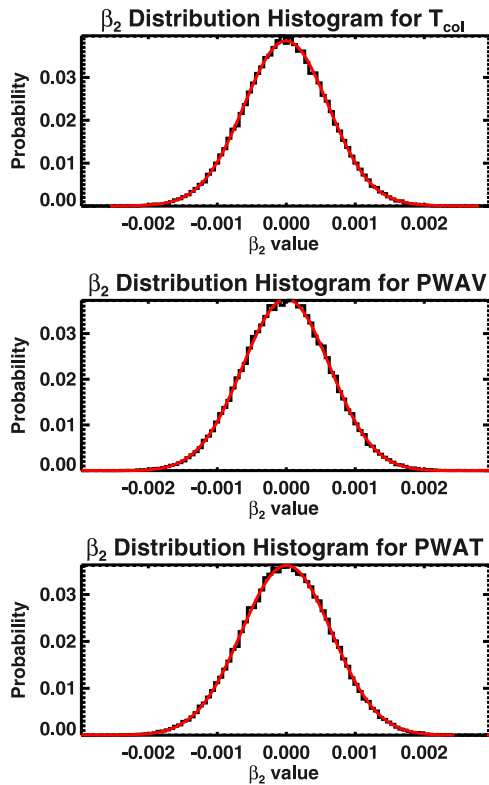 β₂ Distribution Histogram for T_col
Probability
0.03
0.02
0.01
0.00
-0.002 -0.001 0.000 0.001 0.002
β₂ value
β₂ Distribution Histogram for PWAV
Probability
0.03
0.02
0.01
0.00
-0.002 -0.001 0.000 0.001 0.002
β₂ value
β₂ Distribution Histogram for PWAT
Probability
0.03
0.02
0.01
0.00
-0.002 -0.001 0.000 0.001 0.002
β₂ value